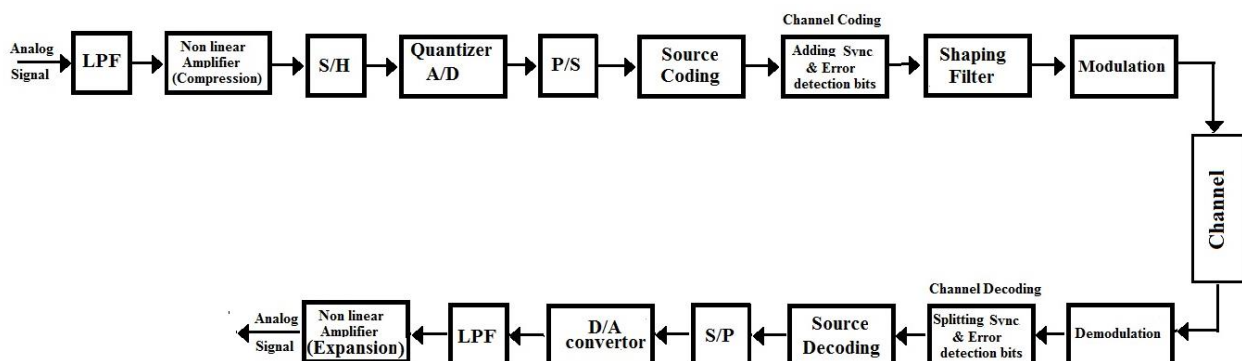 Analog
Signal
LPF
Non linear
Amplifier
(Compression)
S/H
Quantizer
A/D
P/S
Source
Coding
Channel Coding
Adding Sync
& Error
detection bits
Shaping
Filter
Modulation
Channel
Demodulation
Channel Decoding
Splitting Sync
& Error
detection bits
Source
Decoding
S/P
D/A
convertor
LPF
Non linear
Amplifier
(Expansion)
Analog
Signal